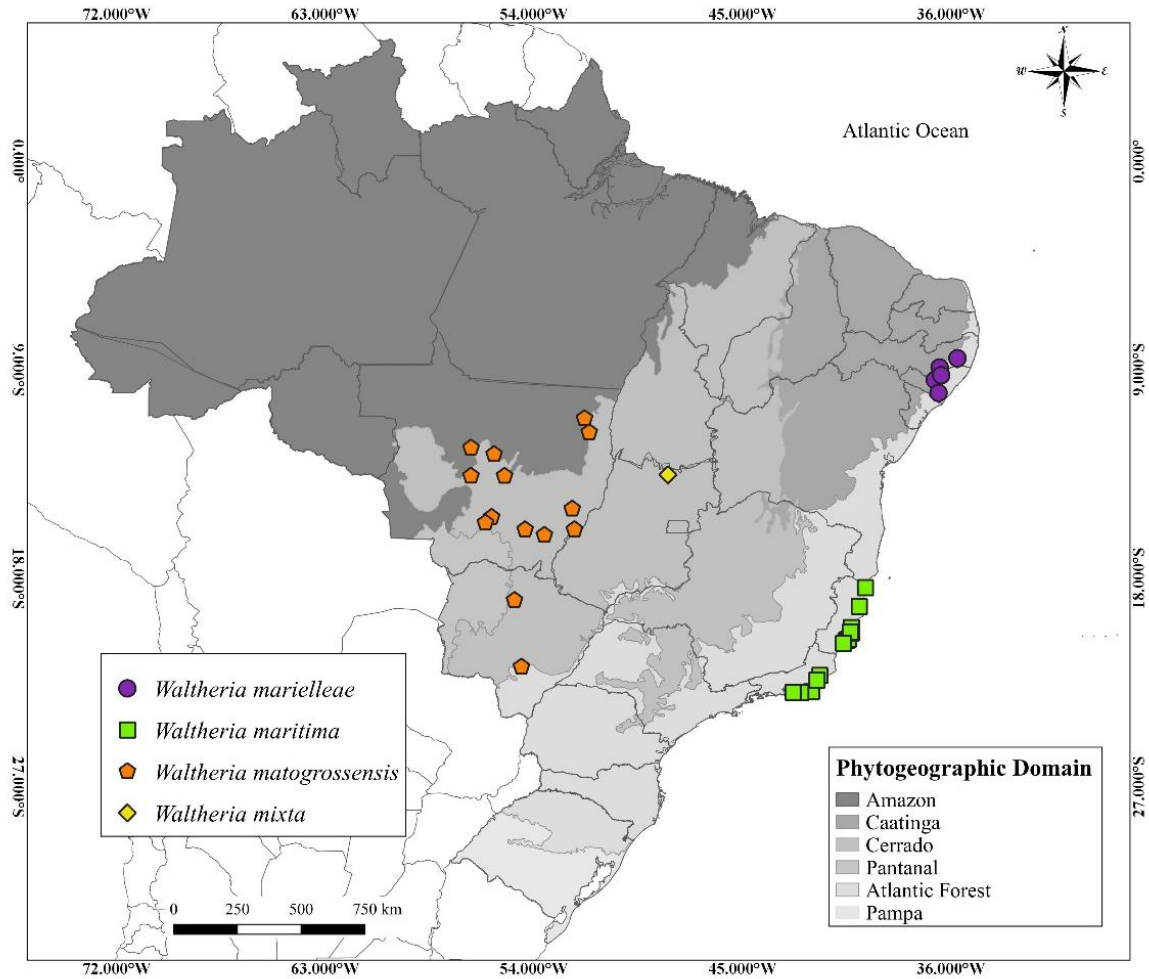 72.000°W 63.000°W 54.000°W 45.000°W 36.000°W
N
W E
S
Atlantic Ocean
0.000° 0.000°
9.000°S 9.000°S
18.000°S 18.000°S
27.000°S 27.000°S
Waltheria marielleae
Waltheria maritima
Waltheria matogrossensis
Waltheria mixta
Phytogeographic Domain
Amazon
Caatinga
Cerrado
Pantanal
Atlantic Forest
Pampa
0 250 500 750 km
72.000°W 63.000°W 54.000°W 45.000°W 36.000°W